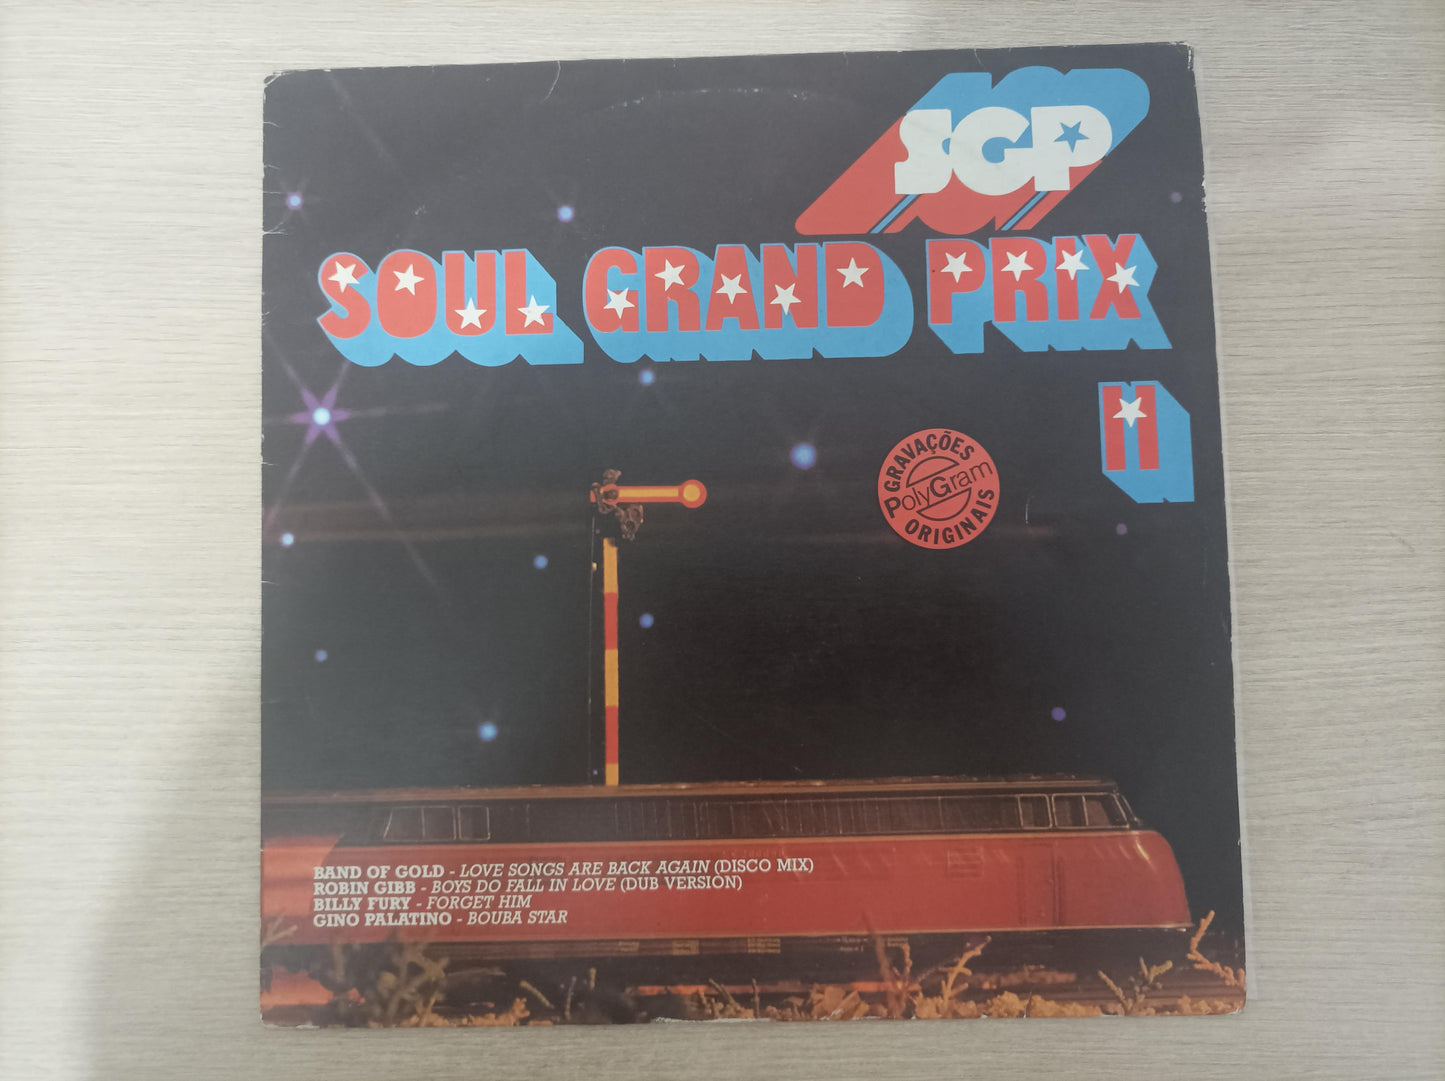 SGP
SOUL GRAND PRIX
II
GRAVAÇÕES
PolyGram
ORIGINAIS
BAND OF GOLD - LOVE SONGS ARE BACK AGAIN (DISCO MIX)
ROBIN GIBB - BOYS DO FALL IN LOVE (DUB VERSION)
BILLY FURY - FORGET HIM
GINO PALATINO - BOUBA STAR